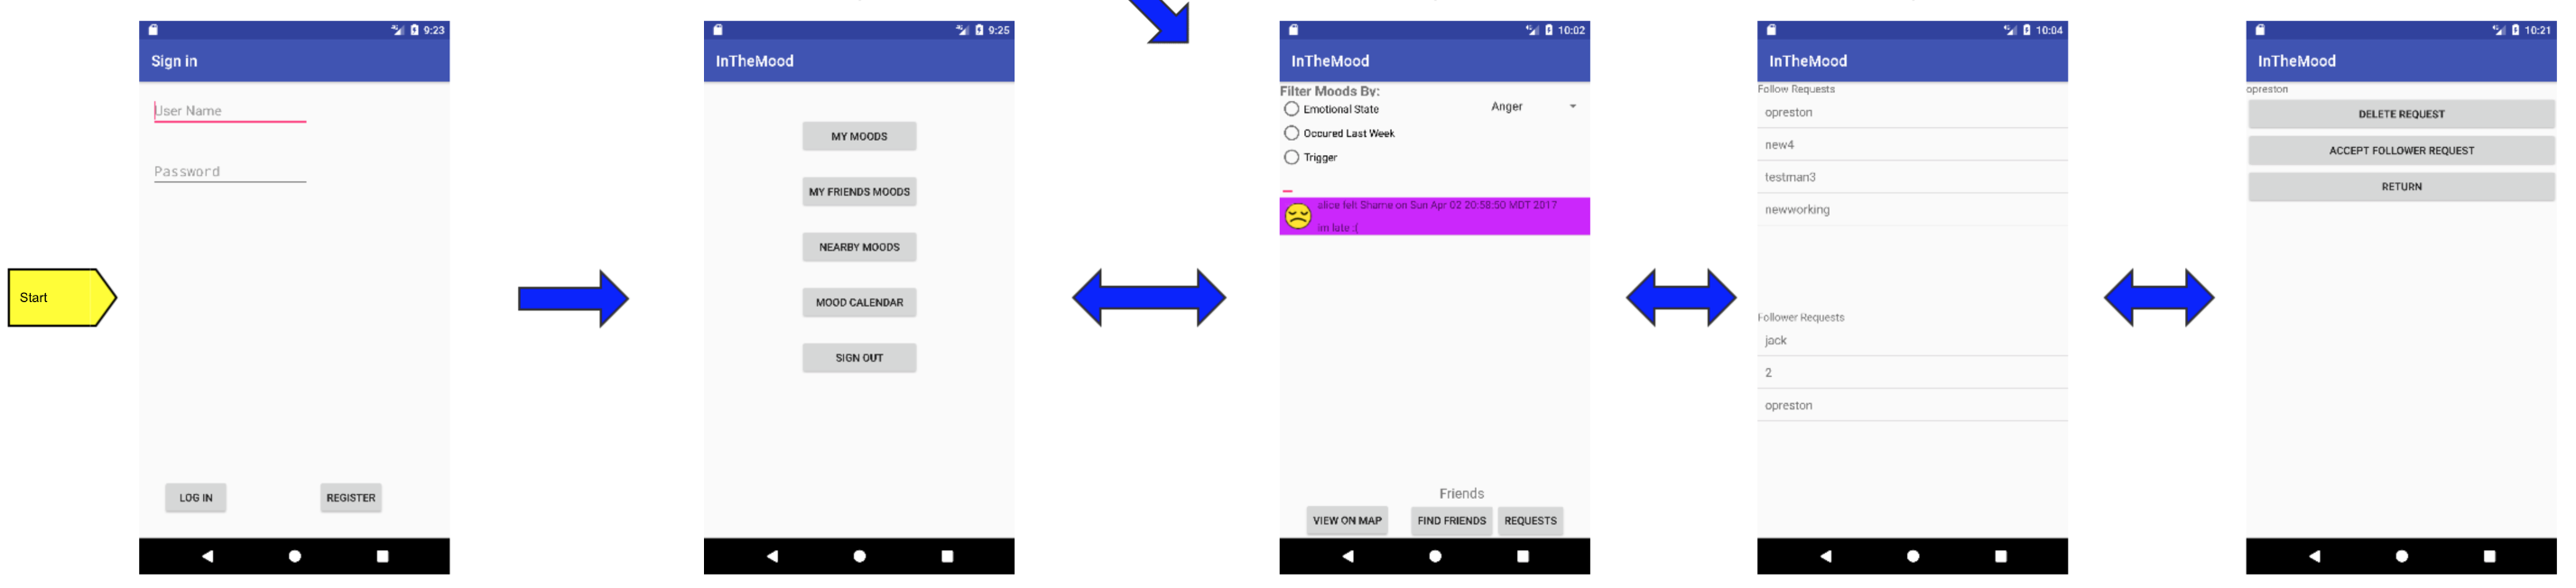 Start
9:23
Sign in
User Name
Password
LOG IN
REGISTER
9:25
InTheMood
MY MOODS
MY FRIENDS MOODS
NEARBY MOODS
MOOD CALENDAR
SIGN OUT
10:02
InTheMood
Filter Moods By:
Emotional State
Anger
Occured Last Week
Trigger
alice felt Shame on Sun Apr 02 20:58:50 MDT 2017
im late :(
Friends
VIEW ON MAP
FIND FRIENDS
REQUESTS
10:04
InTheMood
Follow Requests
opreston
new4
testman3
newworking
Follower Requests
jack
2
opreston
10:21
InTheMood
opreston
DELETE REQUEST
ACCEPT FOLLOWER REQUEST
RETURN